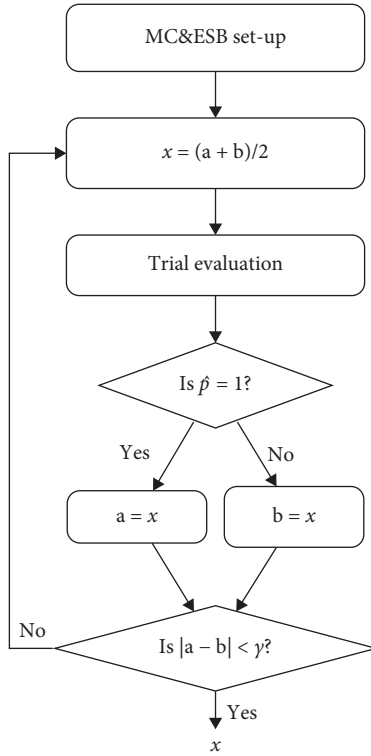 MC&ESB set-up
x = (a + b)/2
Trial evaluation
Is p̂ = 1?
Yes
No
a = x
b = x
No
Is |a − b| < γ?
Yes
x